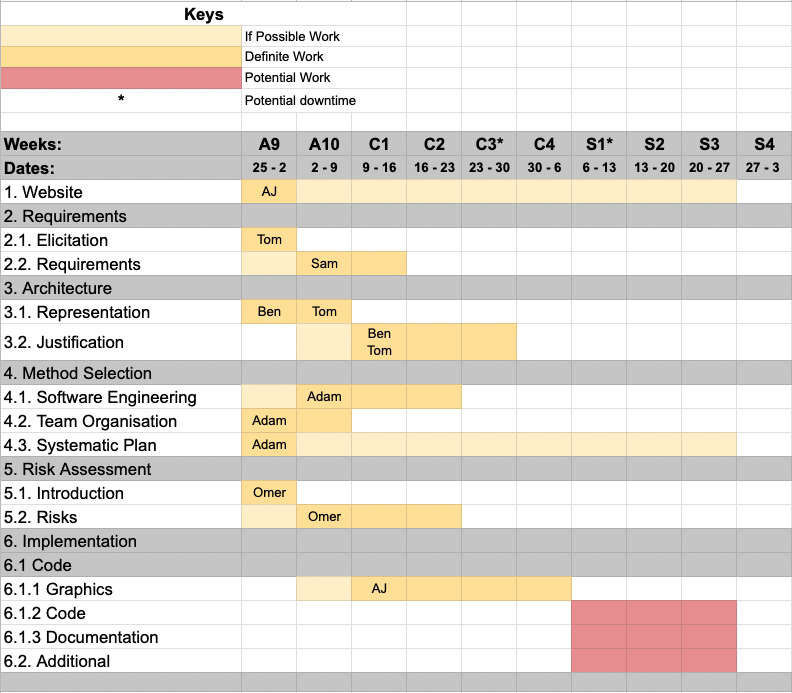 Keys
If Possible Work
Definite Work
Potential Work
* Potential downtime
Weeks: A9 A10 C1 C2 C3* C4 S1* S2 S3 S4
Dates: 25 - 2 2 - 9 9 - 16 16 - 23 23 - 30 30 - 6 6 - 13 13 - 20 20 - 27 27 - 3
1. Website AJ
2. Requirements
2.1. Elicitation Tom
2.2. Requirements Sam
3. Architecture
3.1. Representation Ben Tom
3.2. Justification Ben
Tom
4. Method Selection
4.1. Software Engineering Adam
4.2. Team Organisation Adam
4.3. Systematic Plan Adam
5. Risk Assessment
5.1. Introduction Omer
5.2. Risks Omer
6. Implementation
6.1 Code
6.1.1 Graphics AJ
6.1.2 Code
6.1.3 Documentation
6.2. Additional